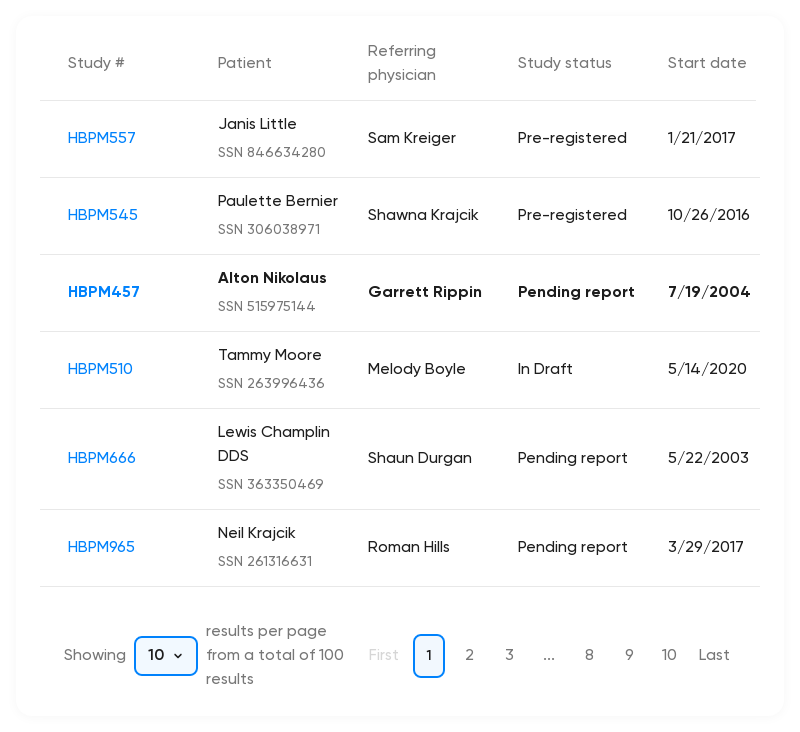 Study # Patient Referring physician Study status Start date
HBPM557 Janis Little SSN 846634280 Sam Kreiger Pre-registered 1/21/2017
HBPM545 Paulette Bernier SSN 306038971 Shawna Krajcik Pre-registered 10/26/2016
HBPM457 Alton Nikolaus SSN 515975144 Garrett Rippin Pending report 7/19/2004
HBPM510 Tammy Moore SSN 263996436 Melody Boyle In Draft 5/14/2020
HBPM666 Lewis Champlin DDS SSN 363350469 Shaun Durgan Pending report 5/22/2003
HBPM965 Neil Krajcik SSN 261316631 Roman Hills Pending report 3/29/2017
Showing 10 results per page from a total of 100 results First 1 2 3 ... 8 9 10 Last